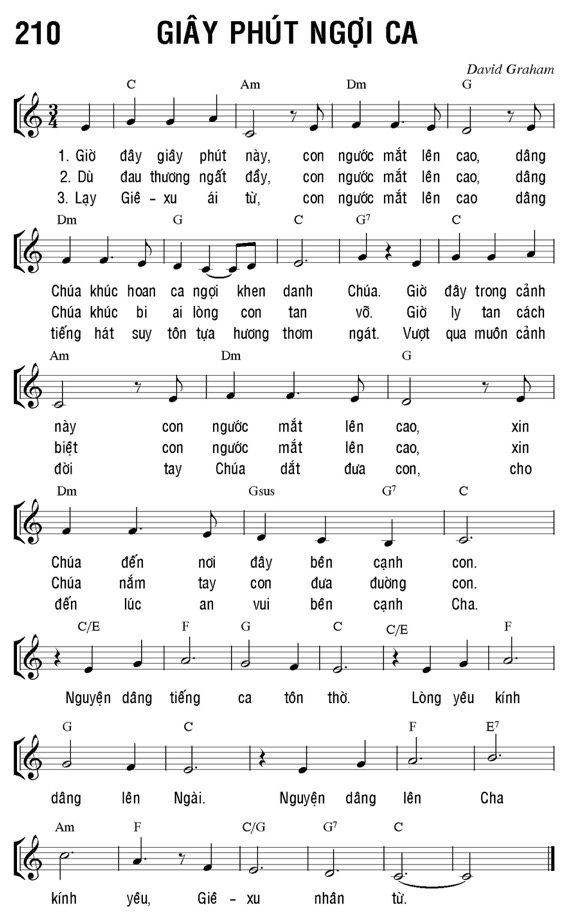 210 GIÂY PHÚT NGỢI CA
David Graham
C Am Dm G
3/4
1. Giờ đây giây phút này, con ngước mắt lên cao, dâng
2. Dù đau thương ngất đầy, con ngước mắt lên cao, dâng
3. Lạy Giê-xu ái từ, con ngước mắt lên cao dâng
Dm G C G7 C
Chúa khúc hoan ca ngợi khen danh Chúa. Giờ đây trong cảnh
Chúa khúc bi ai lòng con tan vỡ. Giờ ly tan cách
tiếng hát suy tôn tựa hương thơm ngát. Vượt qua muôn cảnh
Am Dm G
này con ngước mắt lên cao, xin
biệt con ngước mắt lên cao, xin
đời tay Chúa dắt đưa con, cho
Dm Gsus G7 C
Chúa đến nơi đây bên cạnh con.
Chúa nắm tay con đưa đường con.
đến lúc an vui bên cạnh Cha.
C/E F G C C/E F
Nguyện dâng tiếng ca tôn thờ. Lòng yêu kính
G C F E7
dâng lên Ngài. Nguyện dâng lên Cha
Am F C/G G7 C
kính yêu, Giê-xu nhân từ.